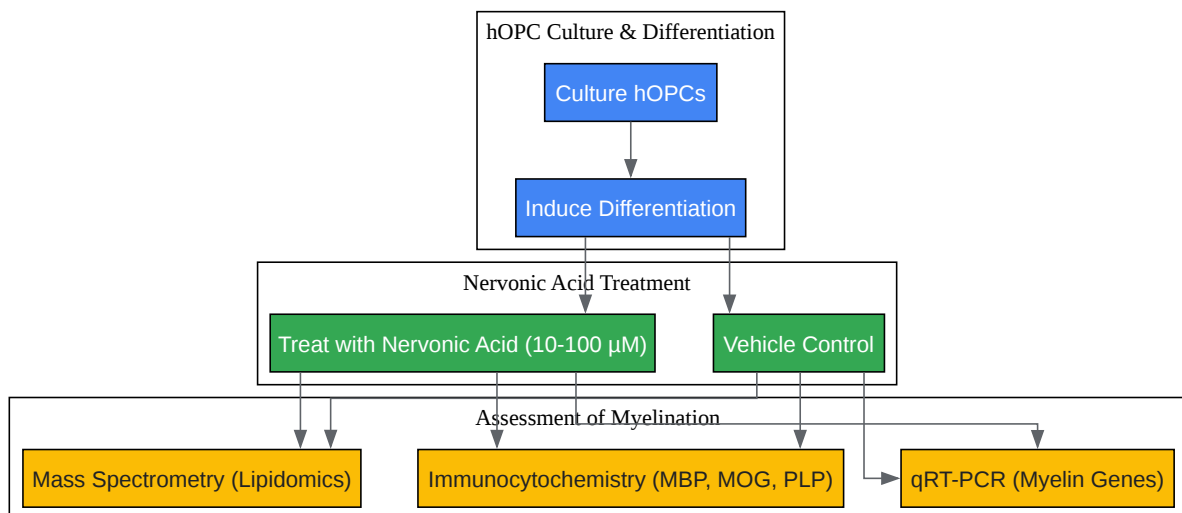 hOPC Culture & Differentiation
Culture hOPCs
Induce Differentiation
Nervonic Acid Treatment
Treat with Nervonic Acid (10-100 µM)
Vehicle Control
Assessment of Myelination
Mass Spectrometry (Lipidomics)
Immunocytochemistry (MBP, MOG, PLP)
qRT-PCR (Myelin Genes)